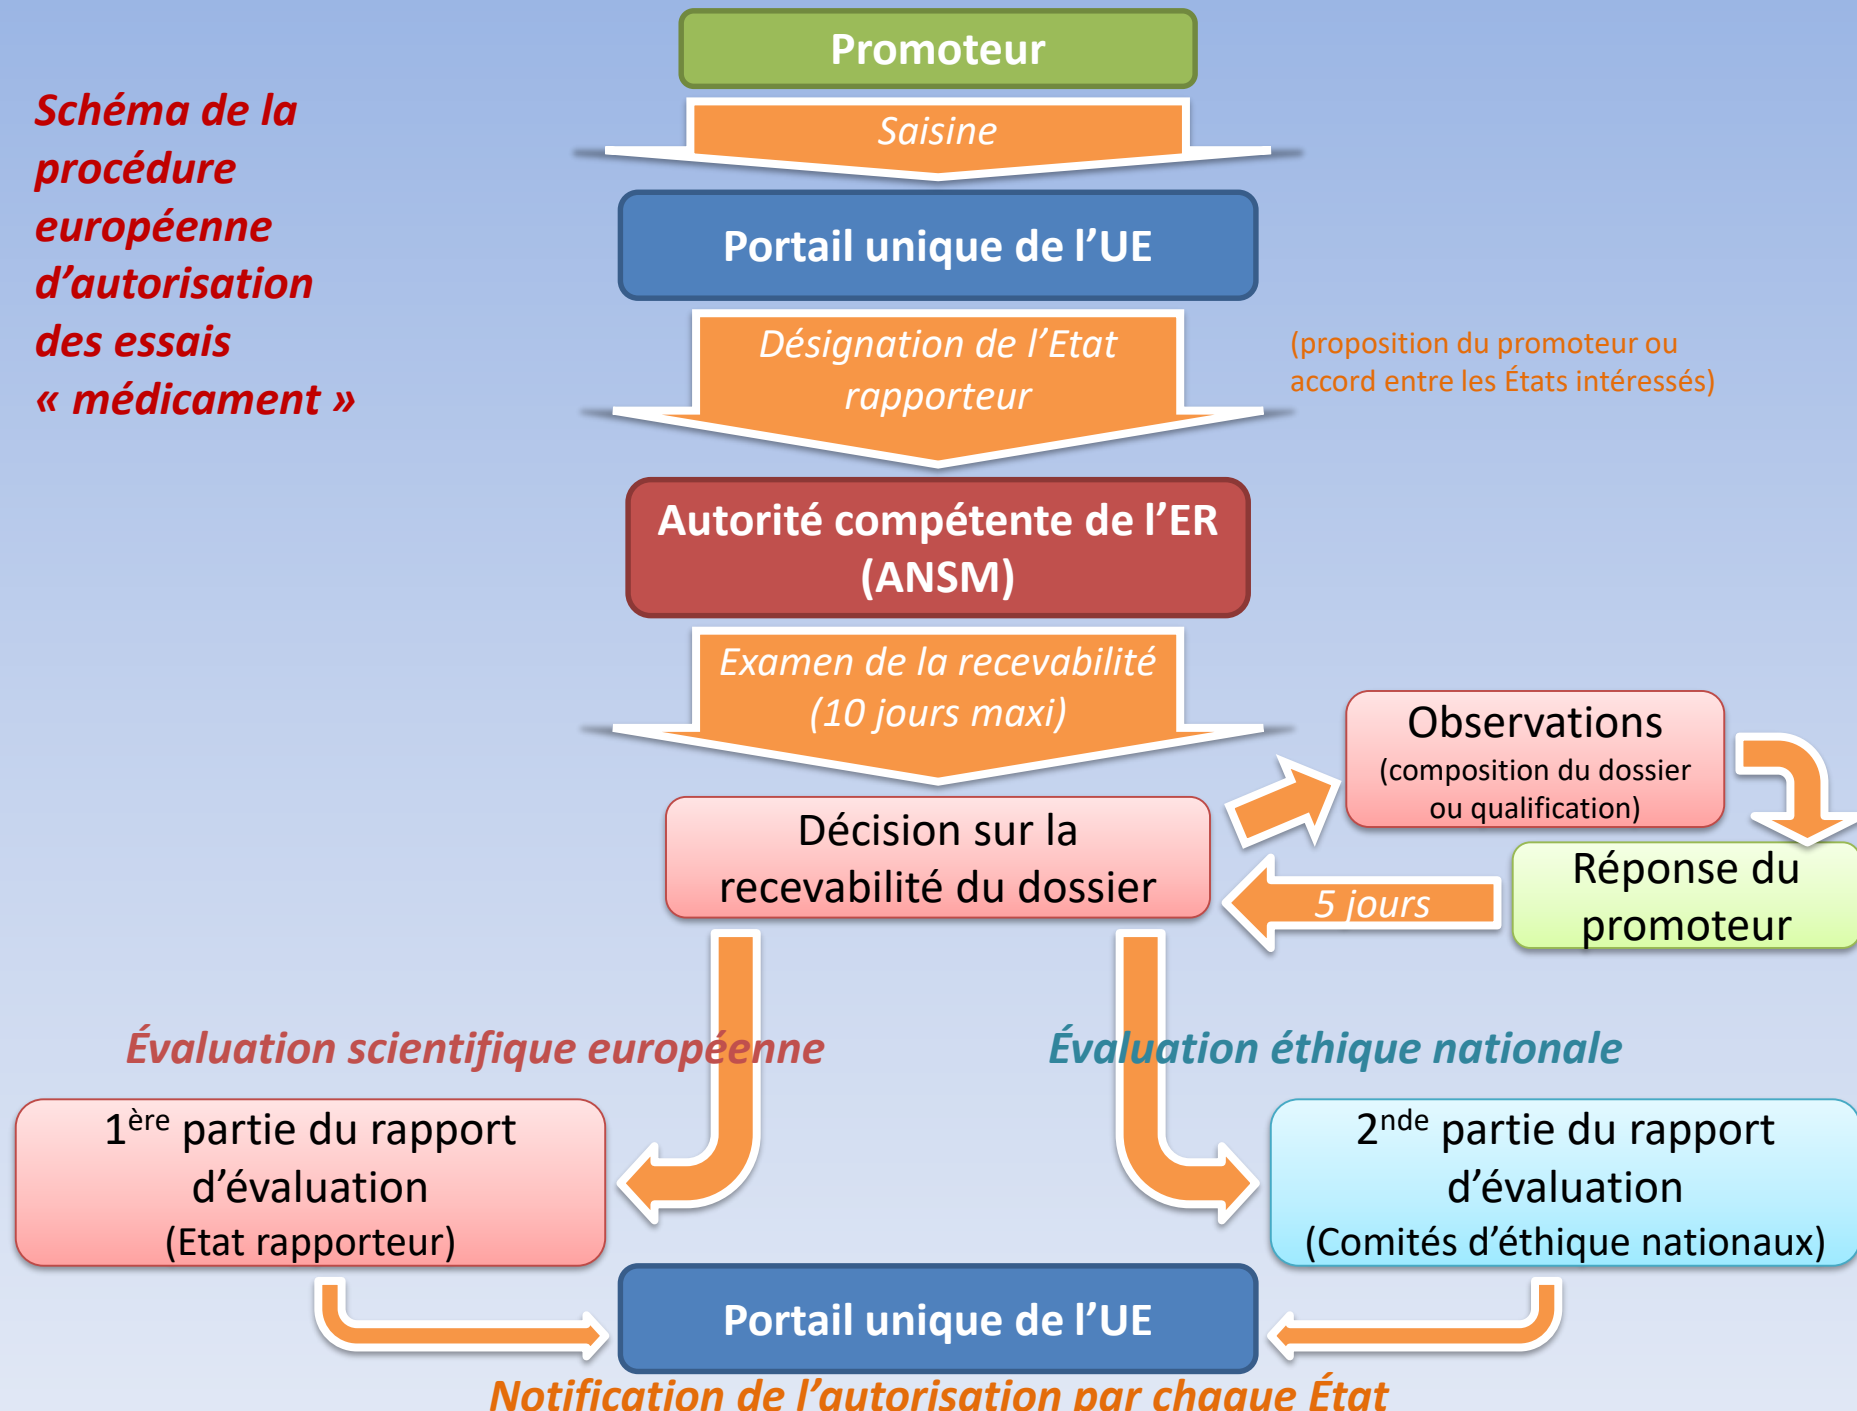 Promoteur
Schéma de la
procédure
européenne
d’autorisation
des essais
« médicament »
Saisine
Portail unique de l’UE
Désignation de l’Etat
rapporteur
(proposition du promoteur ou
accord entre les États intéressés)
Autorité compétente de l’ER
(ANSM)
Examen de la recevabilité
(10 jours maxi)
Observations
(composition du dossier
ou qualification)
Décision sur la
recevabilité du dossier
5 jours
Réponse du
promoteur
Évaluation scientifique européenne
Évaluation éthique nationale
1ère partie du rapport
d’évaluation
(Etat rapporteur)
2nde partie du rapport
d’évaluation
(Comités d’éthique nationaux)
Portail unique de l’UE
Notification de l’autorisation par chaque État